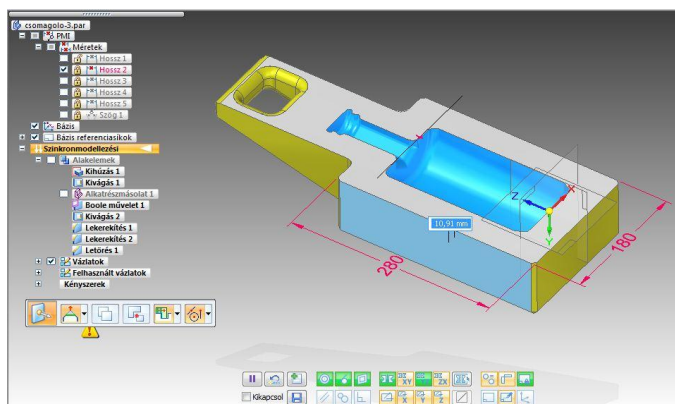 csomagolo-3.par
PMI
Méretek
Hossz 1
Hossz 2
Hossz 3
Hossz 4
Hossz 5
Szög 1
Bázis
Bázis referenciasíkok
Szinkronmodellezési
Alakelemek
Kihúzás 1
Kivágás 1
Alkatrészmásolat 1
Boole művelet 1
Kivágás 2
Lekerekítés 1
Lekerekítés 2
Letörés 1
Vázlatok
Felhasznált vázlatok
Kényszerek
10,91 mm
280
180
X
Y
Z
Kikapcsol
XY
ZX
X
Y
Z